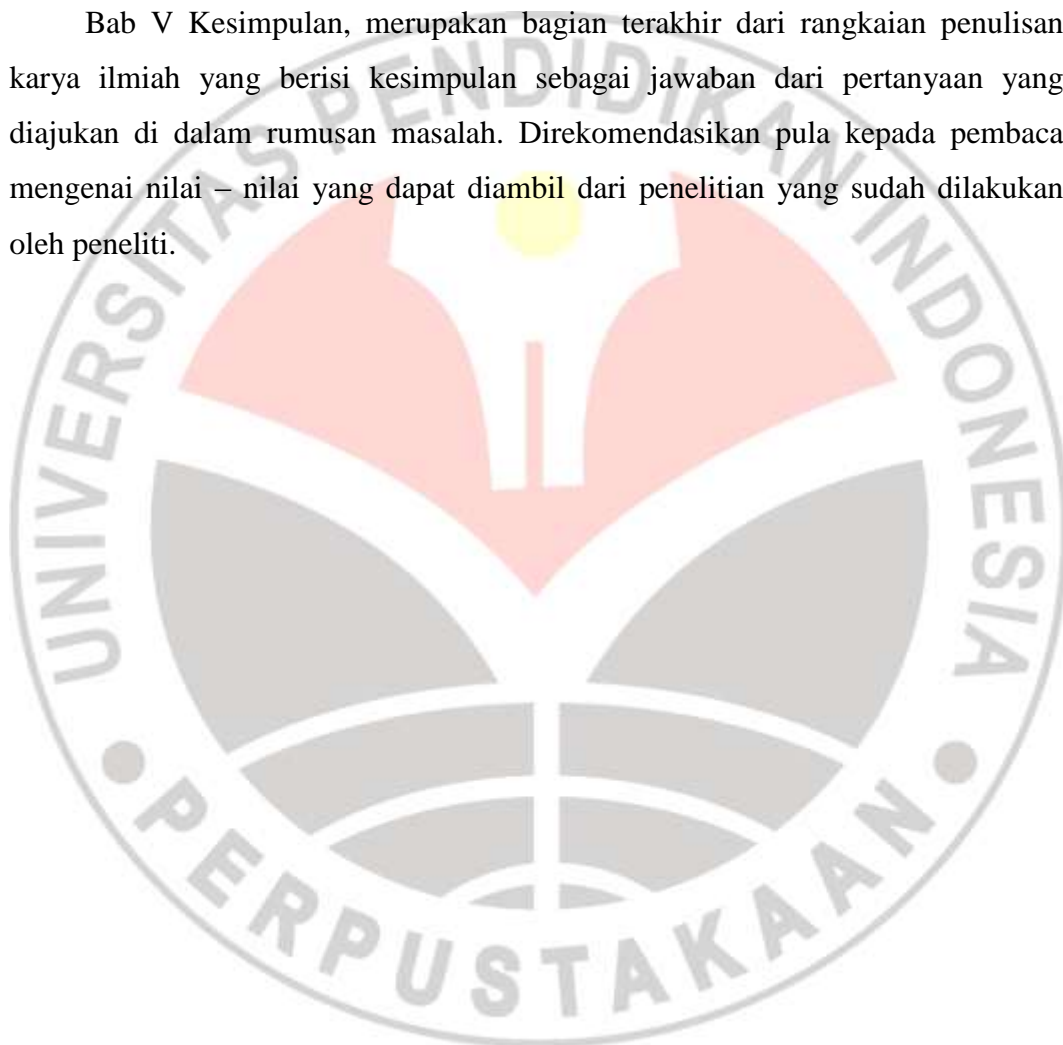 Bab V Kesimpulan, merupakan bagian terakhir dari rangkaian penulisan
karya ilmiah yang berisi kesimpulan sebagai jawaban dari pertanyaan yang
diajukan di dalam rumusan masalah. Direkomendasikan pula kepada pembaca
mengenai nilai – nilai yang dapat diambil dari penelitian yang sudah dilakukan
oleh peneliti.
UNIVERSITAS PENDIDIKAN INDONESIA
PERPUSTAKAAN